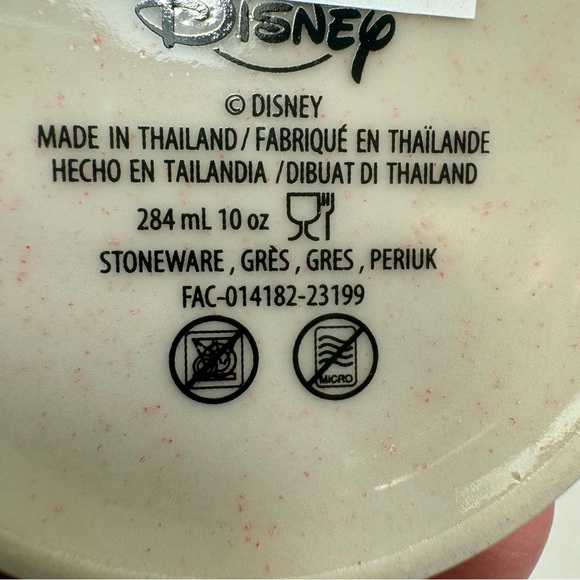 DISNEY
© DISNEY
MADE IN THAILAND / FABRIQUÉ EN THAÏLANDE
HECHO EN TAILANDIA /DIBUAT DI THAILAND
284 mL 10 oz
STONEWARE , GRÈS , GRES , PERIUK
FAC-014182-23199
MICRO